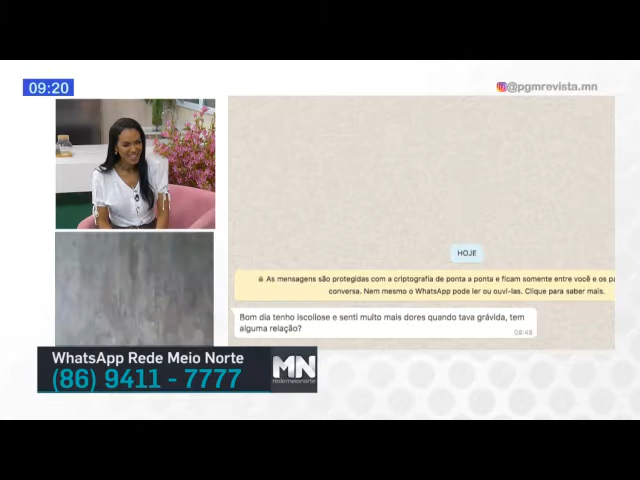 09:20
@pgmrevista.mn
HOJE
As mensagens são protegidas com a criptografia de ponta a ponta e ficam somente entre você e os pa
conversa. Nem mesmo o WhatsApp pode ler ou ouvi-las. Clique para saber mais.
Bom dia tenho iscoliose e senti muito mais dores quando tava grávida, tem
alguma relação?
08:45
WhatsApp Rede Meio Norte
(86) 9411 - 7777
MN
redemeionorte